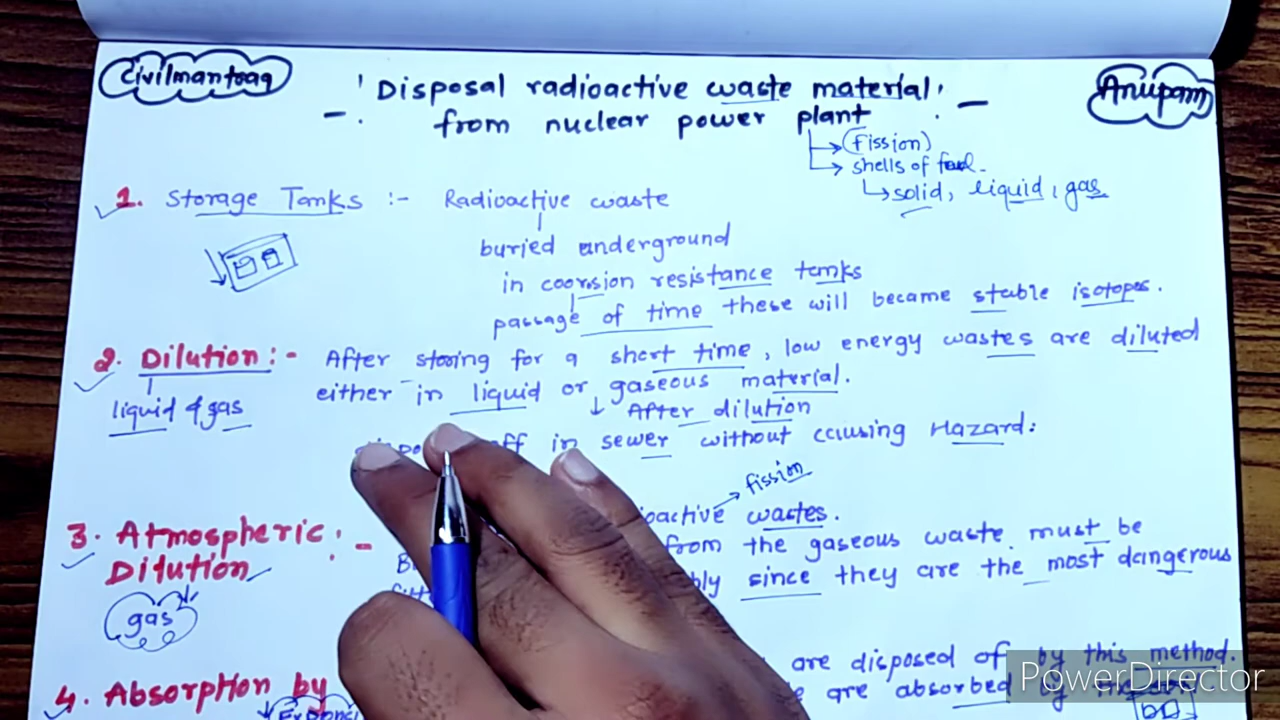 Civilmantraa
' Disposal radioactive waste material,
Anupam
from nuclear power plant
(fission)
shells of fuel.
solid, liquid, gas
1. Storage Tanks :- Radioactive waste
buried underground
in coorsion resistance tanks
passage of time these will became stable isotopes.
2. Dilution :- After storing for a short time, low energy wastes are diluted
either in liquid or gaseous material.
liquid & gas
After dilution
off in sewer without causing Hazard.
fission
3. Atmospheric :-
wastes.
Dilution
from the gaseous waste must be
since they are the most dangerous
gas
are disposed of by this method.
4. Absorption by
are absorbed by
PowerDirector